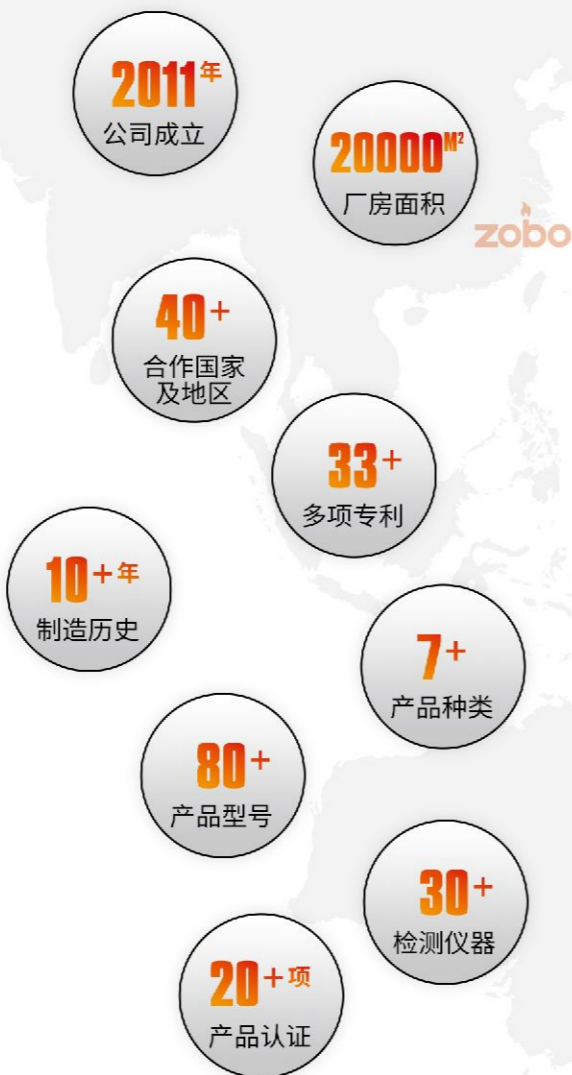 2011年
公司成立
20000M²
厂房面积
zobo
40+
合作国家
及地区
33+
多项专利
10+年
制造历史
7+
产品种类
80+
产品型号
30+
检测仪器
20+项
产品认证